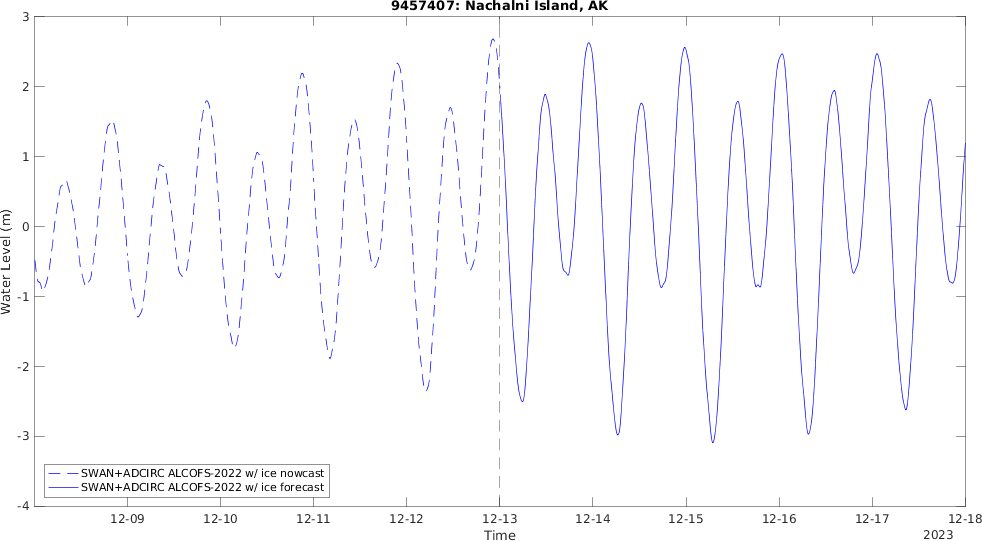 9457407: Nachalni Island, AK
3
2
1
0
-1
-2
-3
-4
Water Level (m)
SWAN+ADCIRC ALCOFS-2022 w/ ice nowcast
SWAN+ADCIRC ALCOFS-2022 w/ ice forecast
12-09 12-10 12-11 12-12 12-13 12-14 12-15 12-16 12-17 12-18
Time
2023